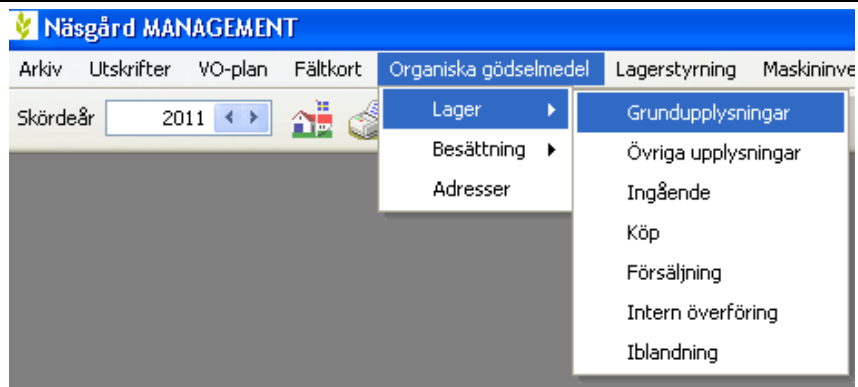 Näsgård MANAGEMENT
Arkiv Utskrifter VO-plan Fältkort Organiska gödselmedel Lagerstyrning
Skördeår 2011
Lager
Besättning
Adresser
Grundupplysningar
Övriga upplysningar
Ingående
Köp
Försäljning
Intern överföring
Iblandning